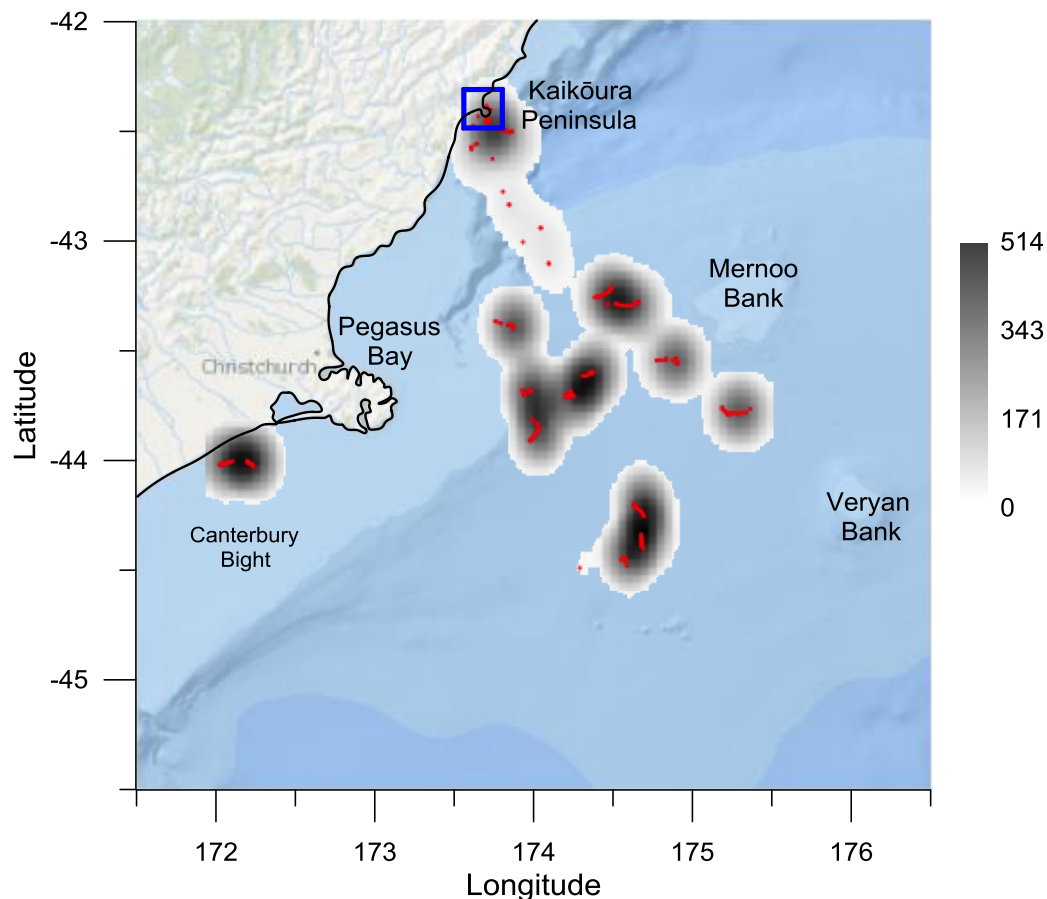 -42
Kaikōura
Peninsula
-43
Mernoo
Bank
514
Pegasus
Bay
343
Christchurch
Latitude
171
-44
0
Veryan
Bank
Canterbury
Bight
-45
172 173 174 175 176
Longitude